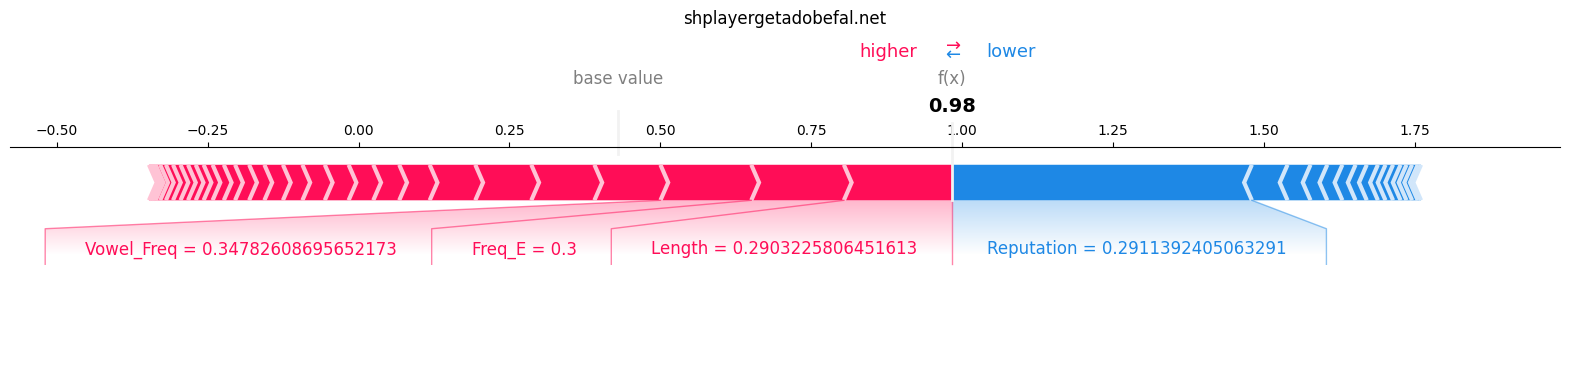 shplayergetadobefal.net
higher ⇄ lower
base value f(x)
0.98
−0.50 −0.25 0.00 0.25 0.50 0.75 1.00 1.25 1.50 1.75
Vowel_Freq = 0.34782608695652173 Freq_E = 0.3 Length = 0.2903225806451613 Reputation = 0.2911392405063291